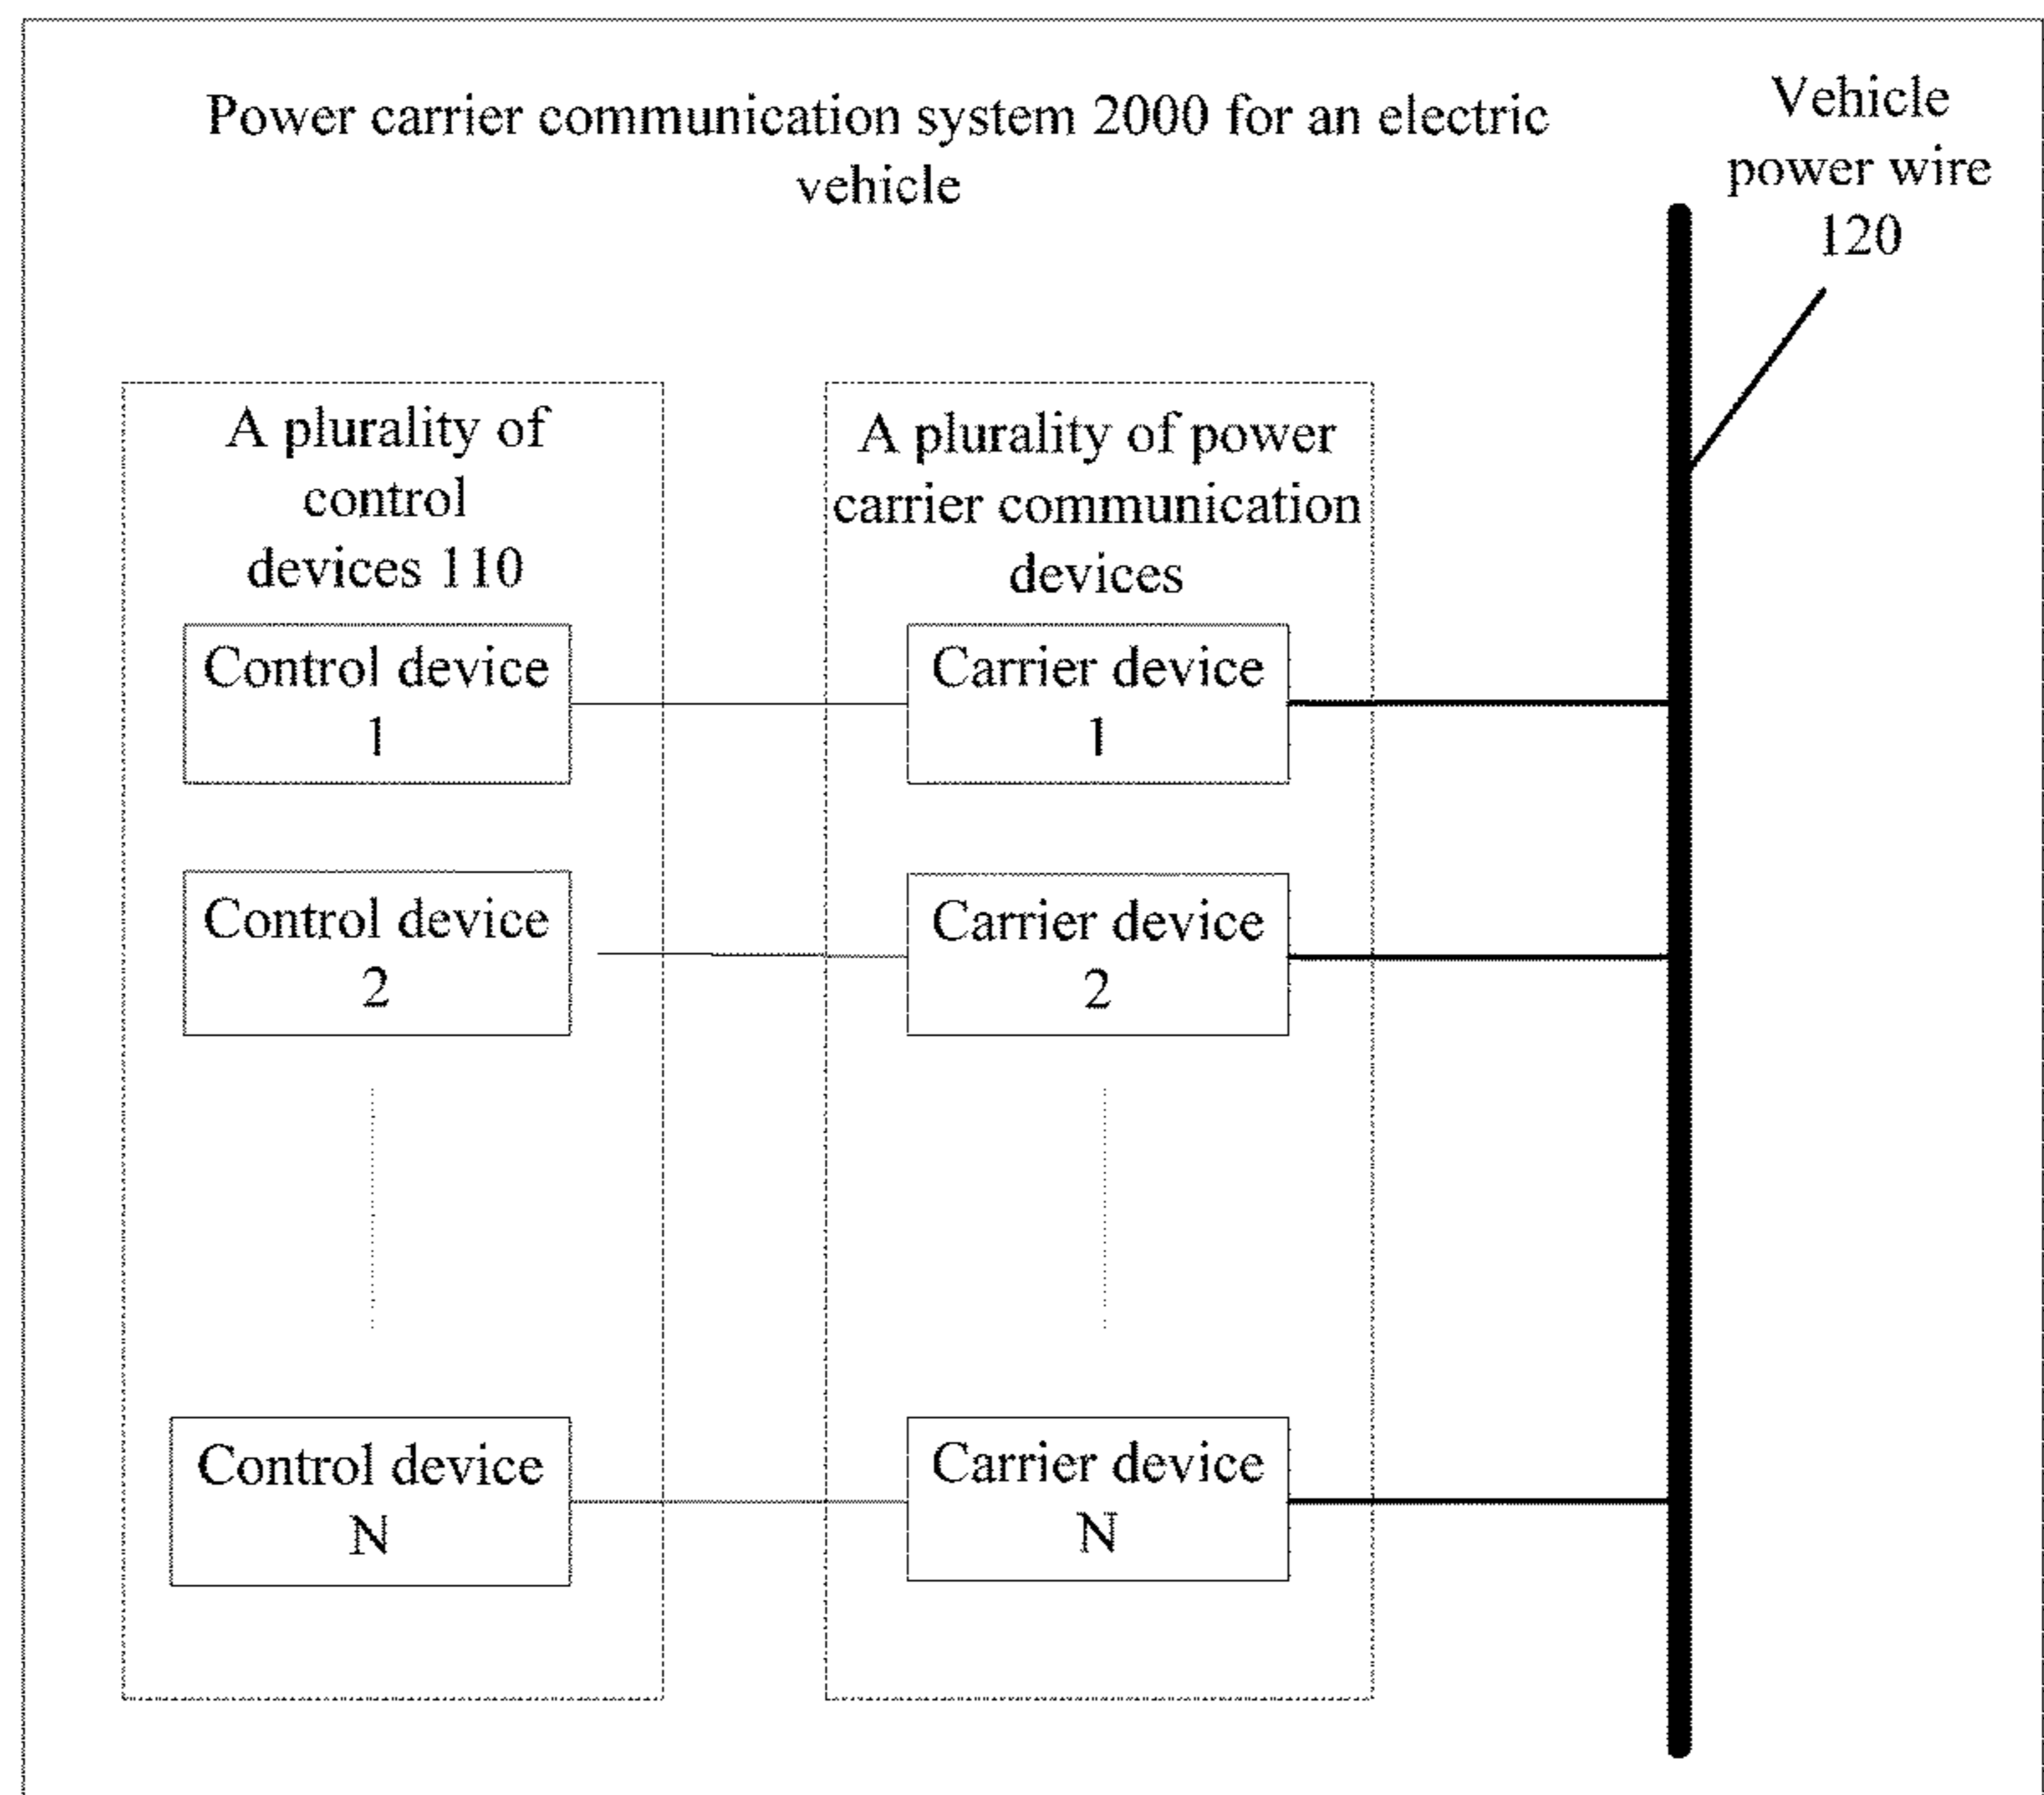 Power carrier communication system 2000 for an electric
vehicle
Vehicle
power wire
120
A plurality of
control
devices 110
A plurality of power
carrier communication
devices
Control device
1
Carrier device
1
Control device
2
Carrier device
2
Control device
N
Carrier device
N